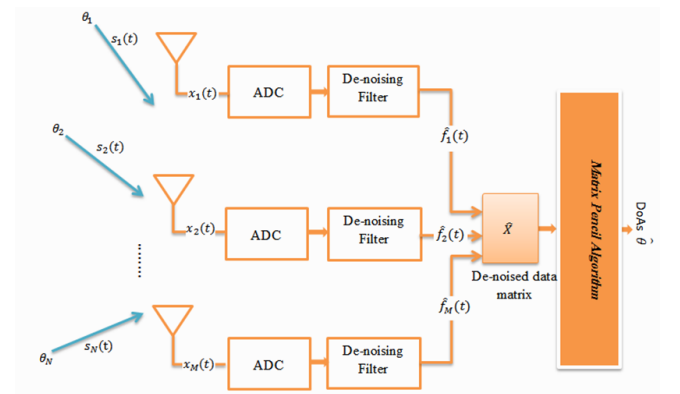 θ1
s1(t)
x1(t)
ADC
De-noising
Filter
f̂1(t)
θ2
s2(t)
x2(t)
ADC
De-noising
Filter
f̂2(t)
X̂
De-noised data
matrix
Matrix Pencil Algorithm
DoAs θ̂
......
θN
sN(t)
xM(t)
ADC
De-noising
Filter
f̂M(t)